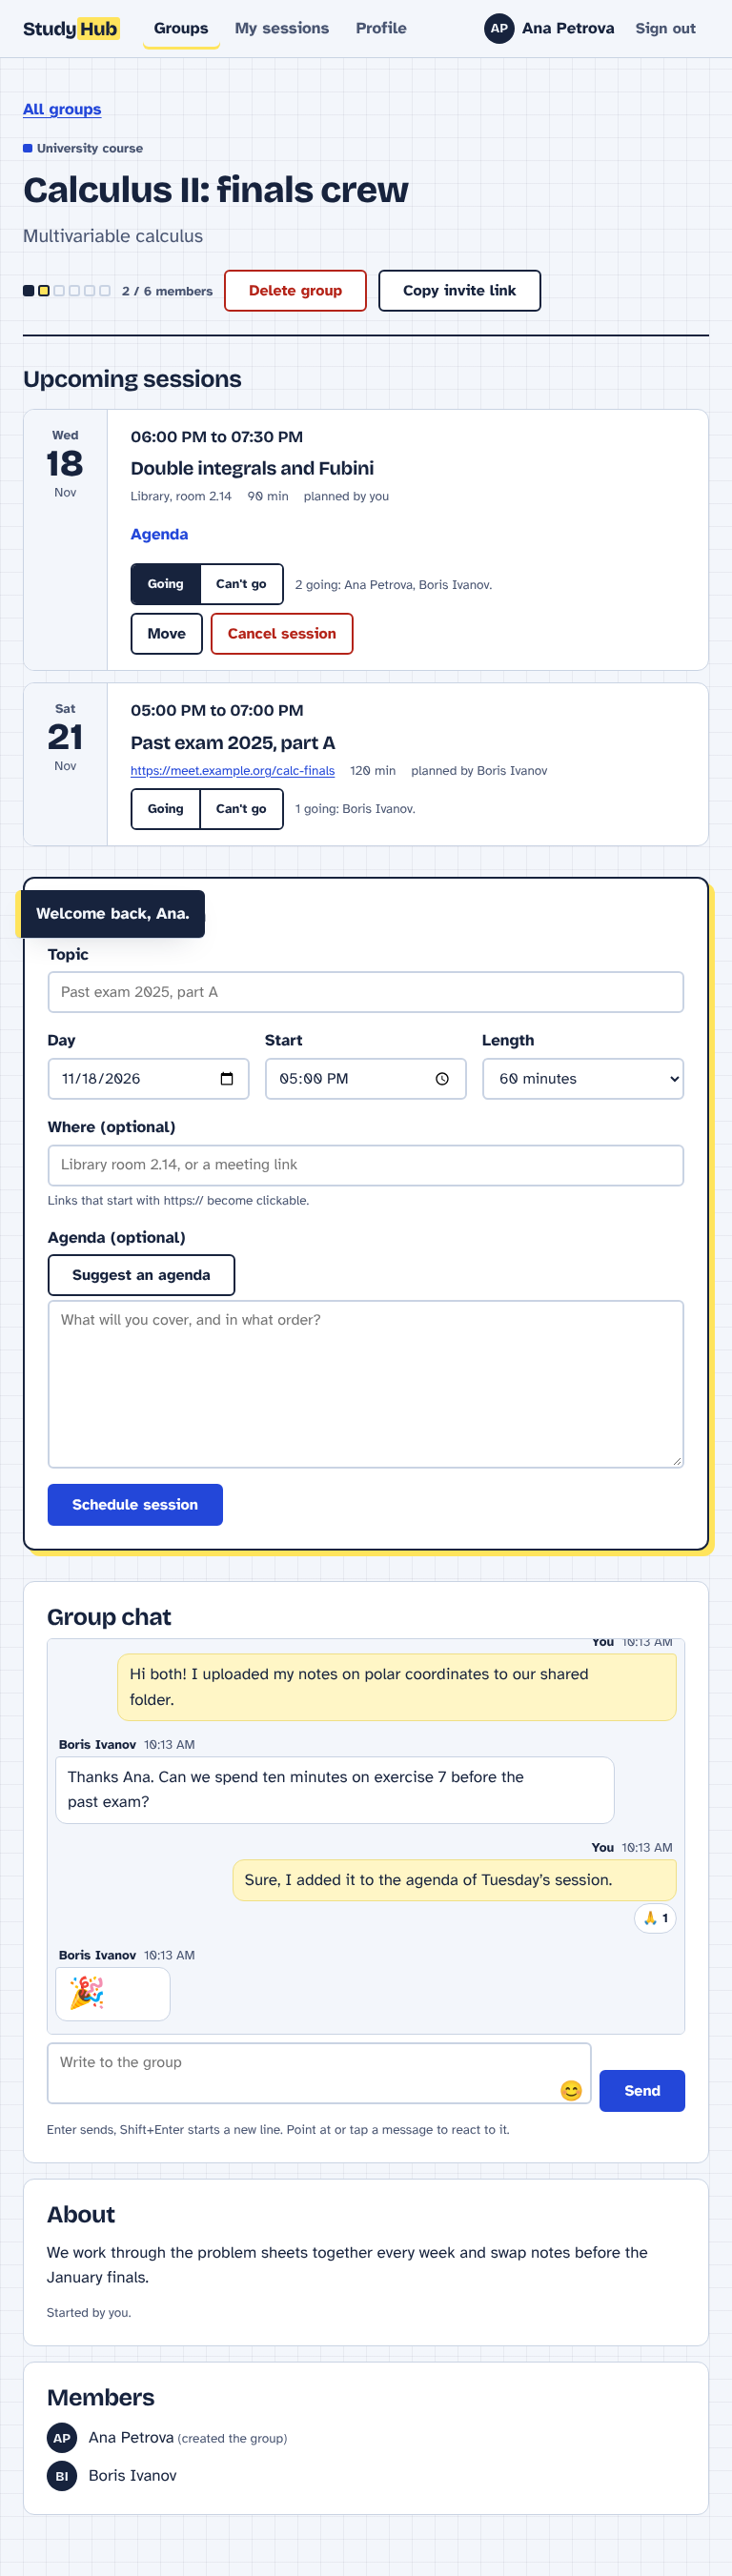 StudyHub
Groups
My sessions
Profile
AP
Ana Petrova
Sign out
All groups
University course
Calculus II: finals crew
Multivariable calculus
2 / 6 members
Delete group
Copy invite link
Upcoming sessions
Wed
18
Nov
06:00 PM to 07:30 PM
Double integrals and Fubini
Library, room 2.14 90 min planned by you
Agenda
Going
Can't go
2 going: Ana Petrova, Boris Ivanov.
Move
Cancel session
Sat
21
Nov
05:00 PM to 07:00 PM
Past exam 2025, part A
https://meet.example.org/calc-finals 120 min planned by Boris Ivanov
Going
Can't go
1 going: Boris Ivanov.
Welcome back, Ana.
Topic
Past exam 2025, part A
Day
Start
Length
11/18/2026
05:00 PM
60 minutes
Where (optional)
Library room 2.14, or a meeting link
Links that start with https:// become clickable.
Agenda (optional)
Suggest an agenda
What will you cover, and in what order?
Schedule session
Group chat
You 10:13 AM
Hi both! I uploaded my notes on polar coordinates to our shared
folder.
Boris Ivanov 10:13 AM
Thanks Ana. Can we spend ten minutes on exercise 7 before the
past exam?
You 10:13 AM
Sure, I added it to the agenda of Tuesday's session.
🙏 1
Boris Ivanov 10:13 AM
🎉
Write to the group
😊
Send
Enter sends, Shift+Enter starts a new line. Point at or tap a message to react to it.
About
We work through the problem sheets together every week and swap notes before the
January finals.
Started by you.
Members
AP
Ana Petrova (created the group)
BI
Boris Ivanov